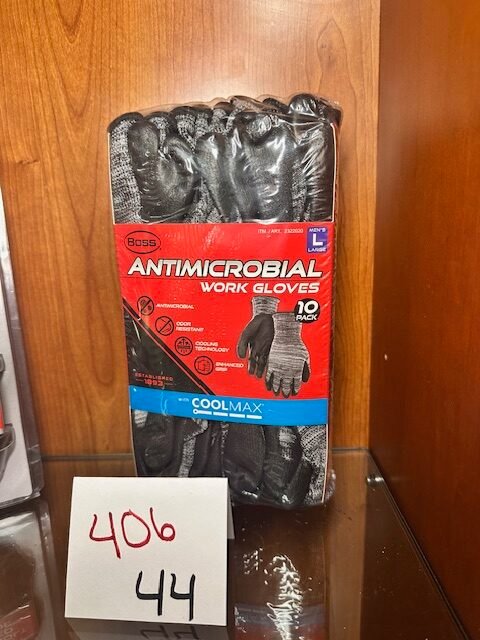 ITM. / ART. 2322020
MEN'S
L
LARGE
BOSS
ANTIMICROBIAL
WORK GLOVES
10
PACK
ANTIMICROBIAL
ODOR
RESISTANT
COOLING
TECHNOLOGY
ENHANCED
GRIP
ESTABLISHED
1893
WITH COOLMAX
406
44